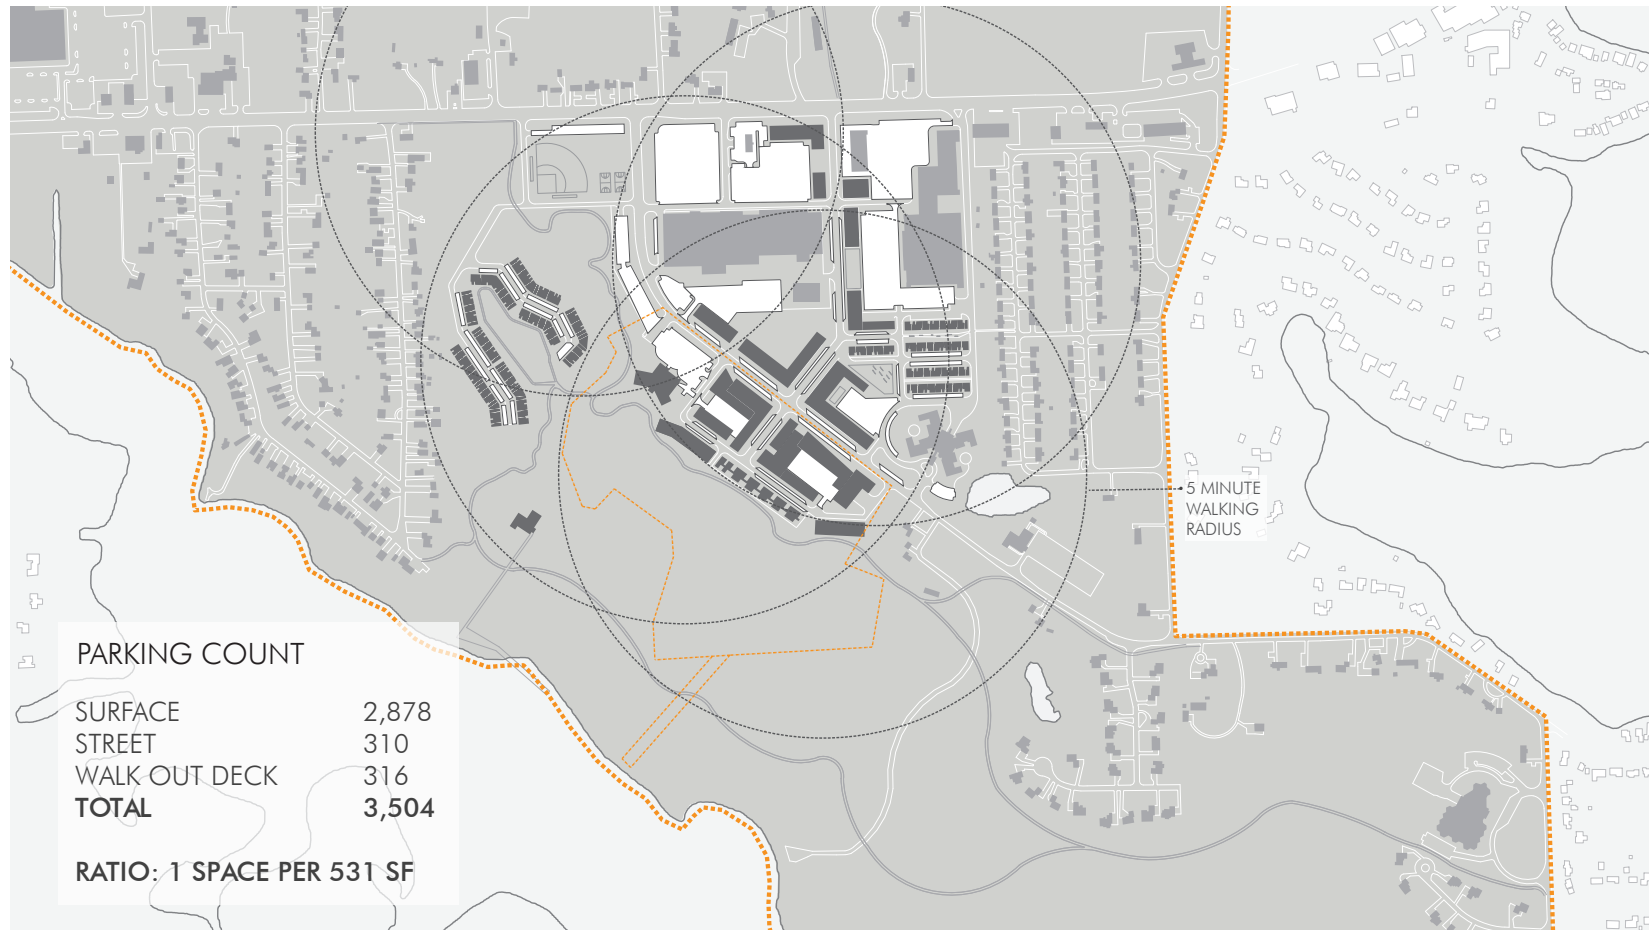 5 MINUTE
WALKING
RADIUS
PARKING COUNT
SURFACE 2,878
STREET 310
WALK OUT DECK 316
TOTAL 3,504
RATIO: 1 SPACE PER 531 SF